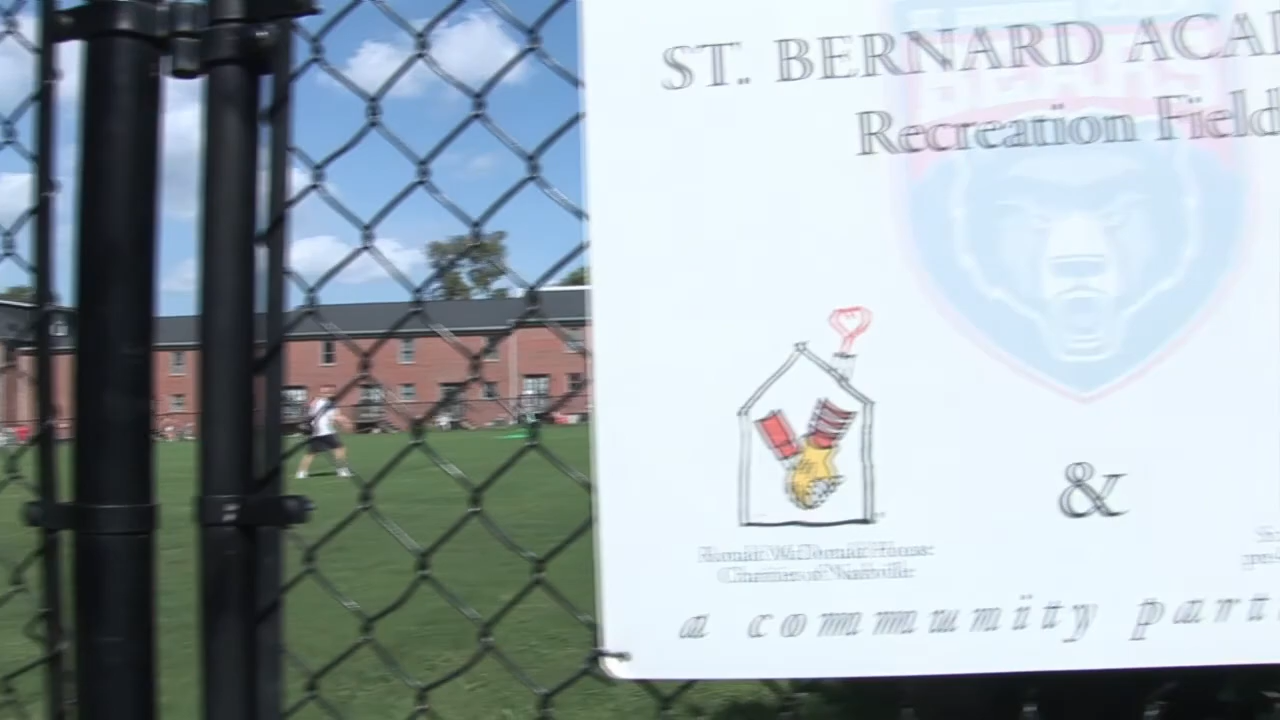 ST. BERNARD ACA
Recreation Field
&
Ronald McDonald House
Charities of Nashville
a community part